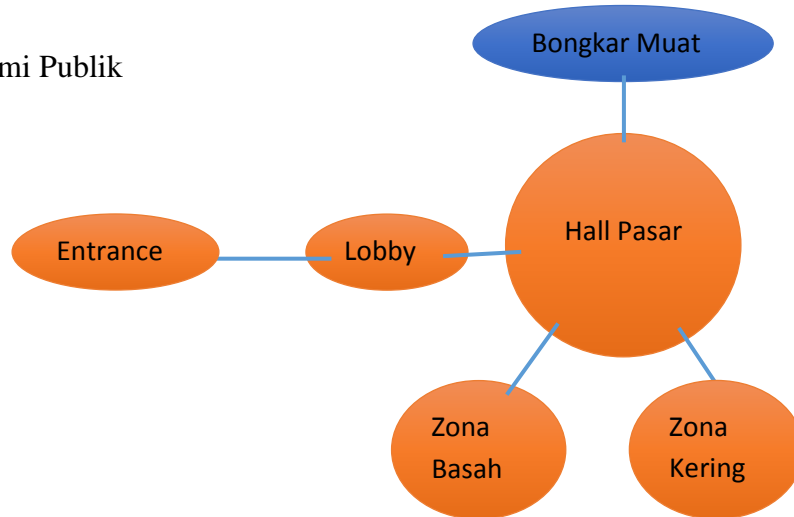 Bongkar Muat
mi Publik
Hall Pasar
Entrance
Lobby
Zona
Basah
Zona
Kering